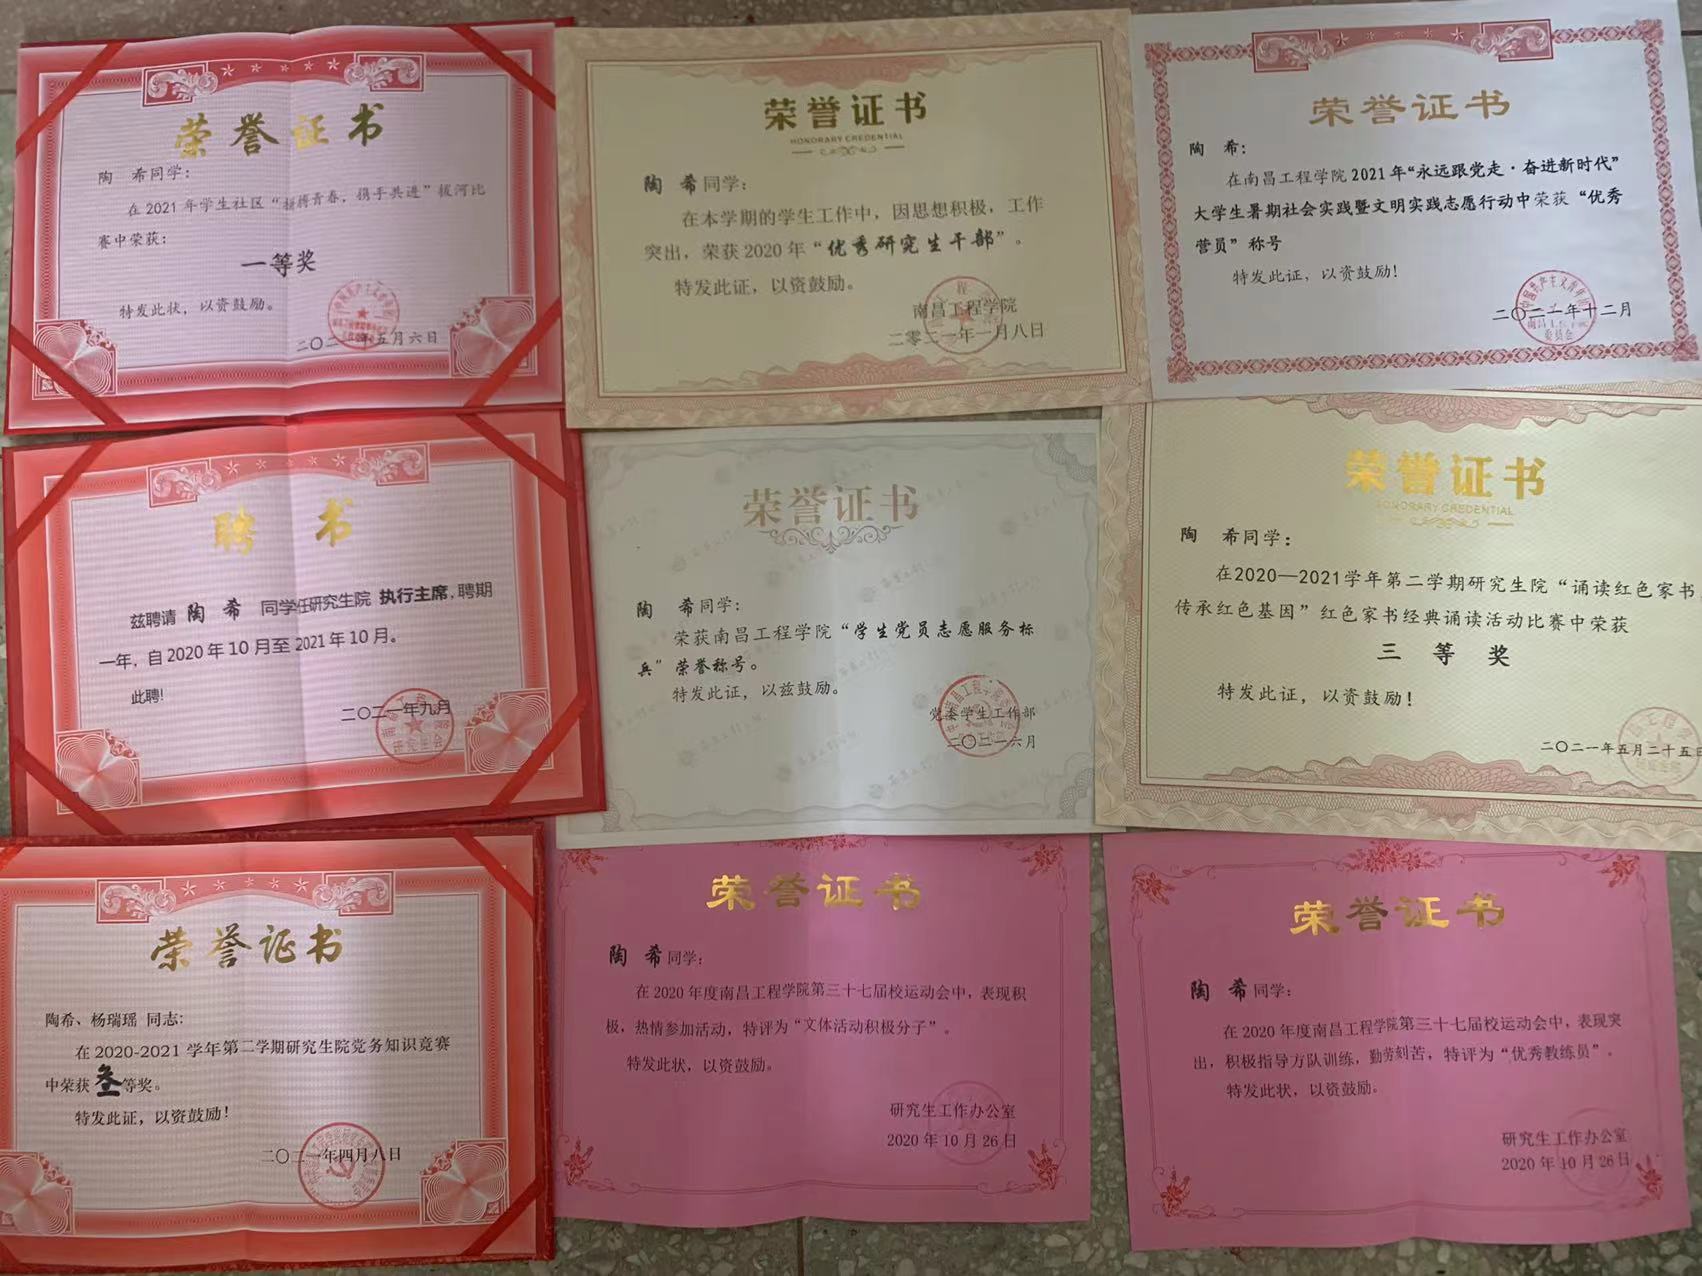 荣誉证书
陶 希同学：
在2021年学生社区“拼搏青春，携手共进”拔河比
赛中荣获：
一等奖
特发此状，以资鼓励。
二〇二一年五月六日
荣誉证书
HONORARY CREDENTIAL
陶 希同学：
在本学期的学生工作中，因思想积极，工作
突出，荣获2020年“优秀研究生干部”。
特发此证，以资鼓励。
南昌工程学院
二零二一年一月八日
荣誉证书
陶 希：
在南昌工程学院2021年“永远跟党走·奋进新时代”
大学生暑期社会实践暨文明实践志愿行动中荣获“优秀
营员”称号
特发此证，以资鼓励！
二〇二一年十二月
聘 书
兹聘请 陶 希 同学任研究生院 执行主席，聘期
一年，自2020年10月至2021年10月。
此聘！
二〇二一年九月
研究生会
荣誉证书
陶 希同学：
荣获南昌工程学院“学生党员志愿服务标
兵”荣誉称号。
特发此证，以兹鼓励。
党委学生工作部
二〇二一六月
荣誉证书
HONORARY CREDENTIAL
陶 希同学：
在2020—2021学年第二学期研究生院“诵读红色家书
传承红色基因”红色家书经典诵读活动比赛中荣获
三 等 奖
特发此证，以资鼓励！
二〇二一年五月二十五日
荣誉证书
陶希、杨瑞瑶 同志：
在2020-2021学年第二学期研究生院党务知识竞赛
中荣获叁等奖。
特发此证，以资鼓励！
二〇二一年四月八日
荣誉证书
陶 希同学：
在2020年度南昌工程学院第三十七届校运动会中，表现积
极，热情参加活动，特评为“文体活动积极分子”。
特发此状，以资鼓励。
研究生工作办公室
2020年10月26日
荣誉证书
陶 希同学：
在2020年度南昌工程学院第三十七届校运动会中，表现突
出，积极指导方队训练，勤劳刻苦，特评为“优秀教练员”。
特发此状，以资鼓励。
研究生工作办公室
2020年10月26日